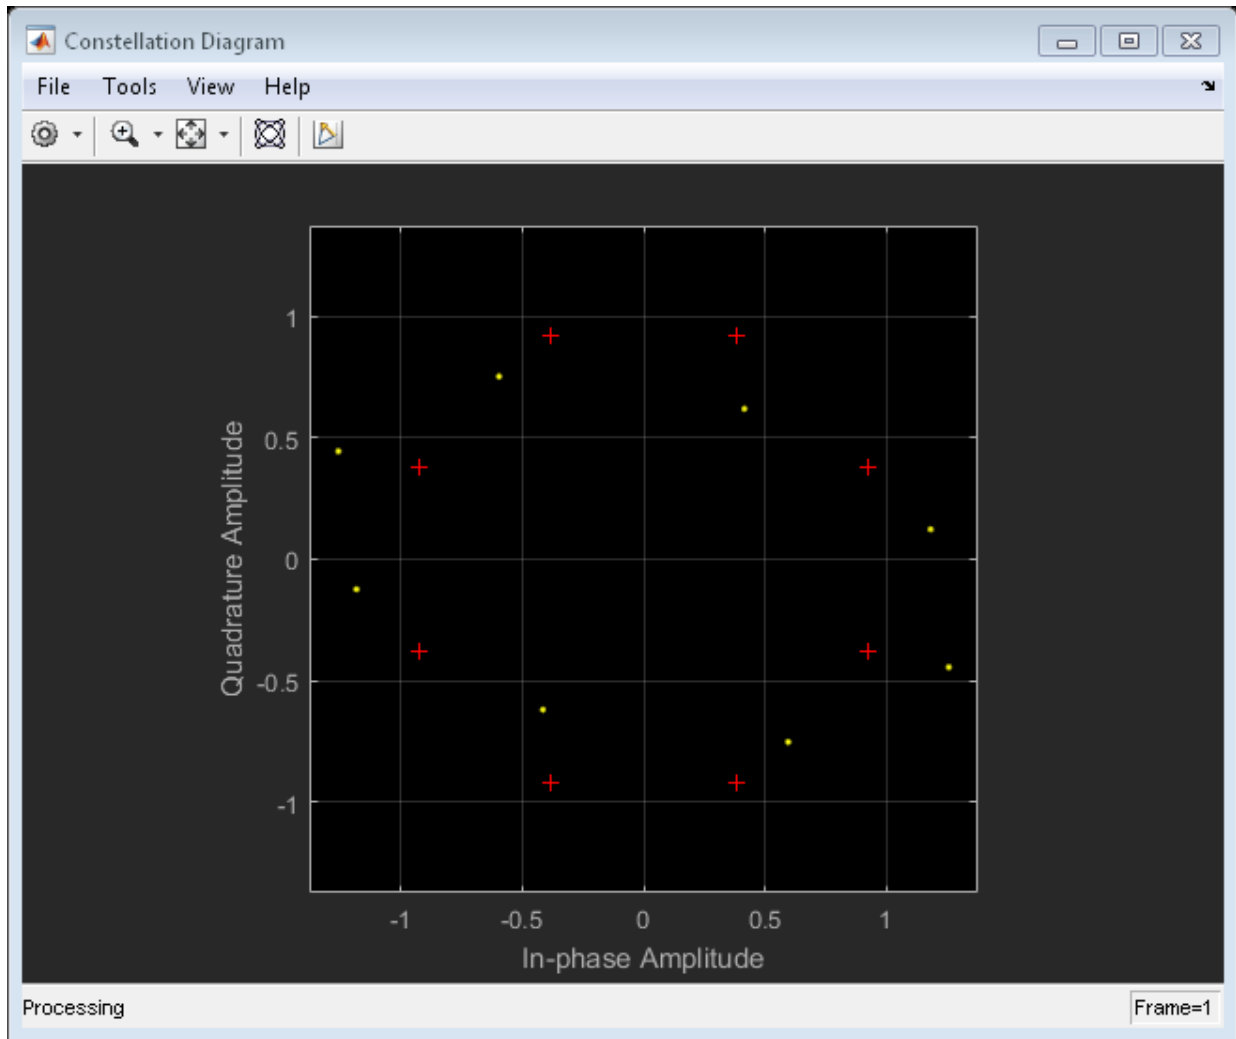 Constellation Diagram
File Tools View Help
1
0.5
0
-0.5
-1
Quadrature Amplitude
-1 -0.5 0 0.5 1
In-phase Amplitude
Processing Frame=1